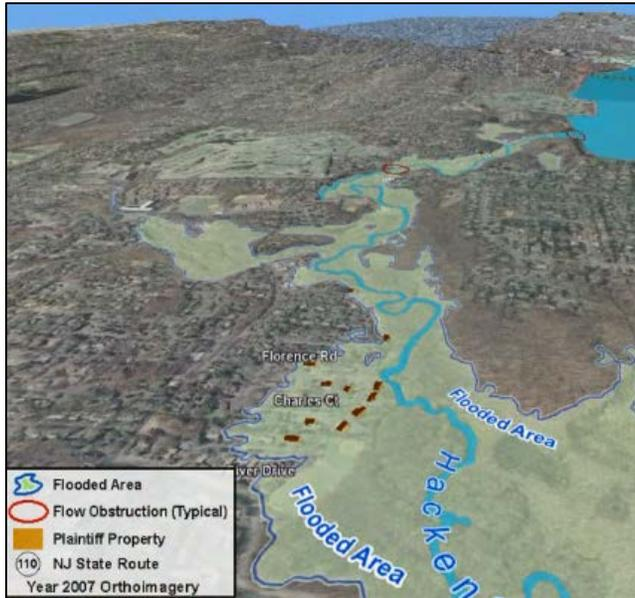 Florence Rd
Charles Ct
iver Drive
Flooded Area
Flooded Area
Hacken
Flooded Area
Flow Obstruction (Typical)
Plaintiff Property
110 NJ State Route
Year 2007 Orthoimagery